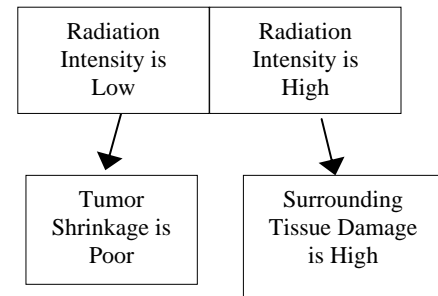 Radiation
Intensity is
Low
Radiation
Intensity is
High
Tumor
Shrinkage is
Poor
Surrounding
Tissue Damage
is High